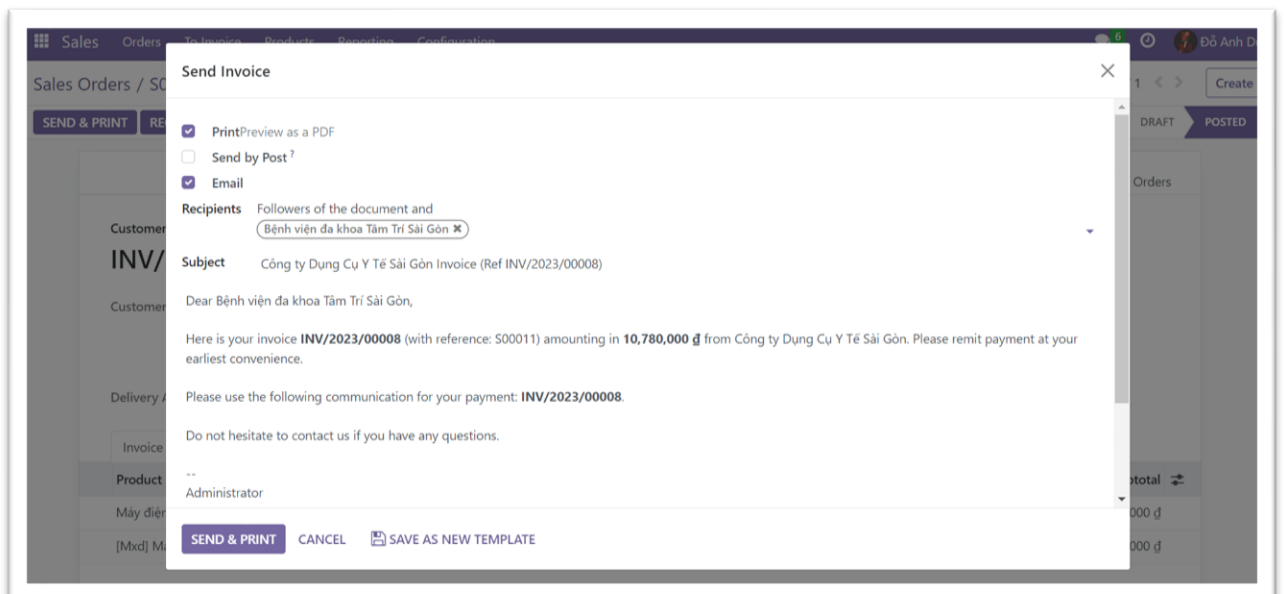 Sales Orders To Invoice Products Reporting Configuration 6 Đỗ Anh
Sales Orders / 1 Create
SEND & PRINT DRAFT POSTED
Send Invoice
Print Preview as a PDF
Send by Post ?
Email
Recipients Followers of the document and
Bệnh viện đa khoa Tâm Trí Sài Gòn
Subject Công ty Dụng Cụ Y Tế Sài Gòn Invoice (Ref INV/2023/00008)
Dear Bệnh viện đa khoa Tâm Trí Sài Gòn,
Here is your invoice INV/2023/00008 (with reference: S00011) amounting in 10,780,000 ₫ from Công ty Dụng Cụ Y Tế Sài Gòn. Please remit payment at your
earliest convenience.
Please use the following communication for your payment: INV/2023/00008.
Do not hesitate to contact us if you have any questions.
--
Administrator
SEND & PRINT CANCEL SAVE AS NEW TEMPLATE
Orders
Customer
INV/
Customer
Delivery
Invoice
Product
Máy
[Mxd]
000 ₫
000 ₫